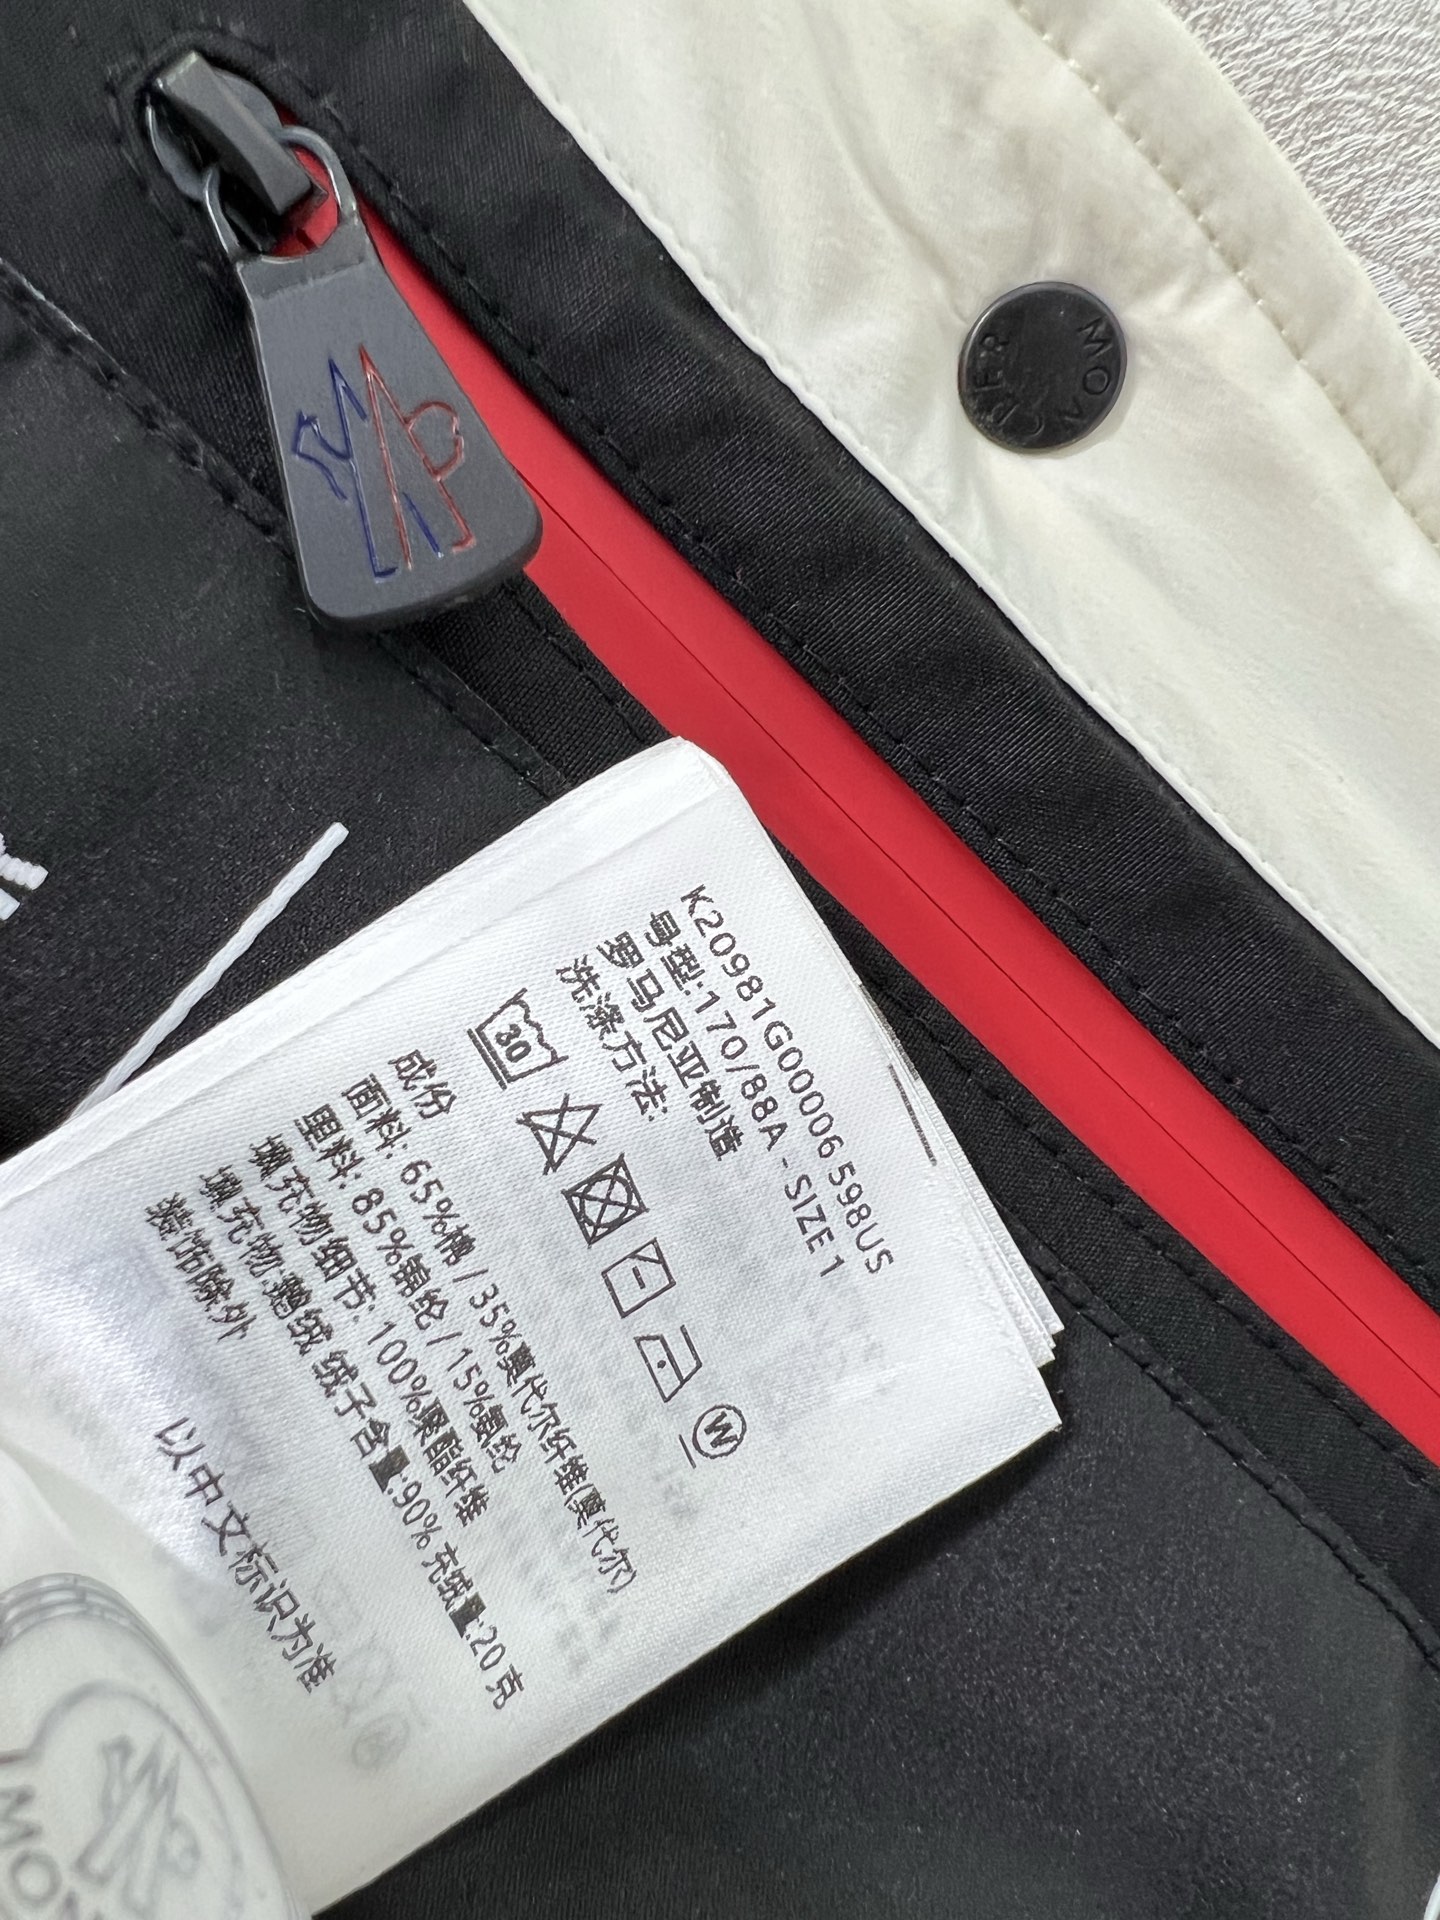 MONCLER
K20981G00006 598US
号型:170/88A - SIZE 1
罗马尼亚制造
洗涤方法:
30
W
成份
面料: 65%棉 / 35%莫代尔纤维(莫代尔)
里料: 85%锦纶 / 15%氨纶
填充物细节: 100%聚酯纤维
填充物:鹅绒 绒子含量:90% 充绒量:20 克
装饰除外
以中文标识为准
MON